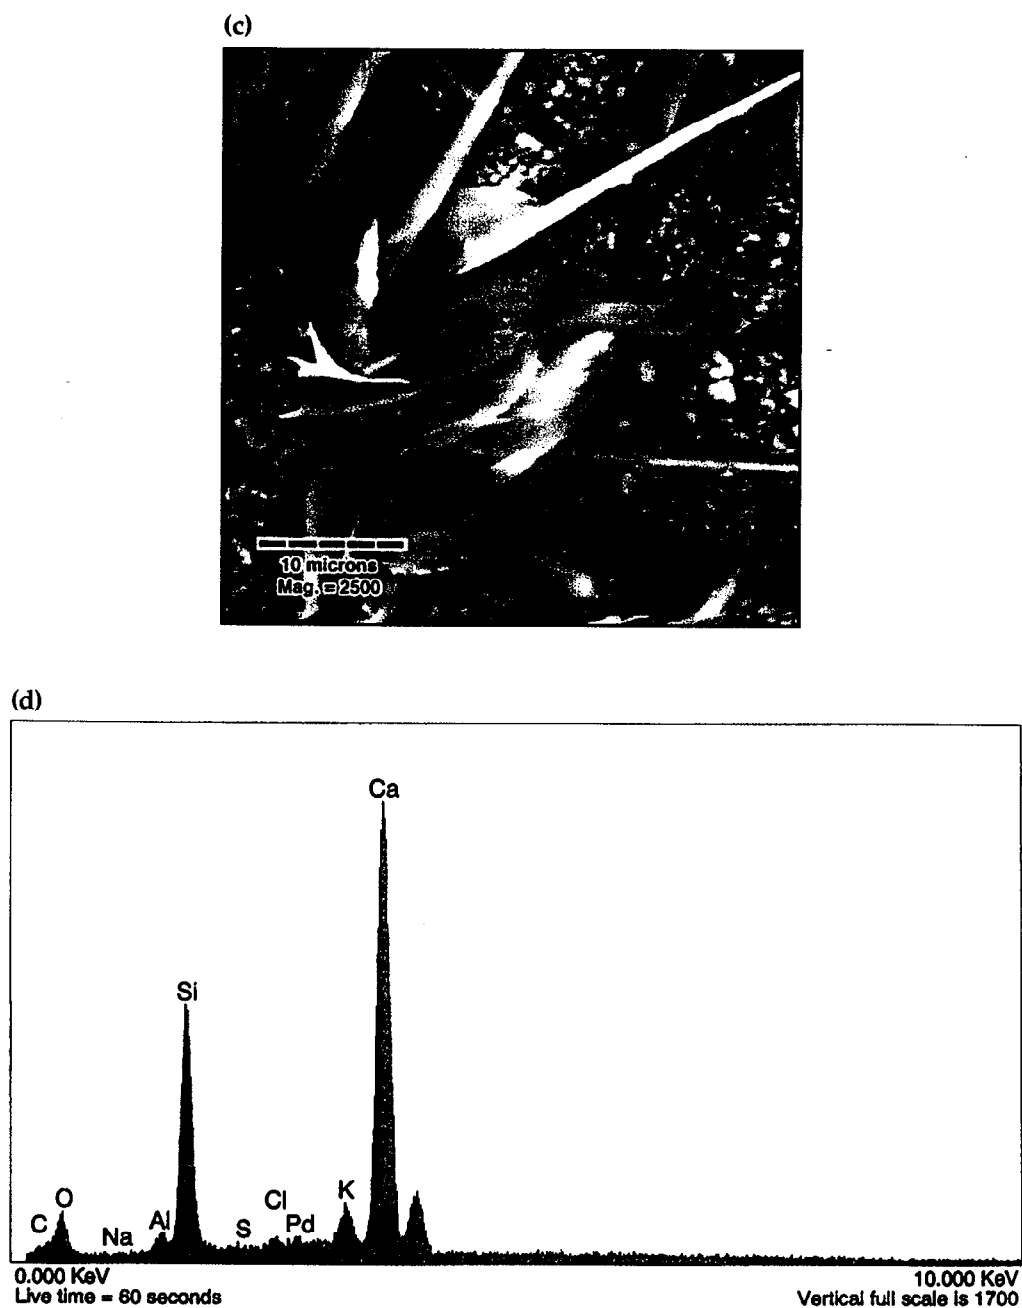 (c)
10 microns
Mag. = 2500
(d)
Ca
Si
K
O
Cl
C
Al
Pd
S
Na
0.000 KeV
10.000 KeV
Live time = 60 seconds
Vertical full scale is 1700